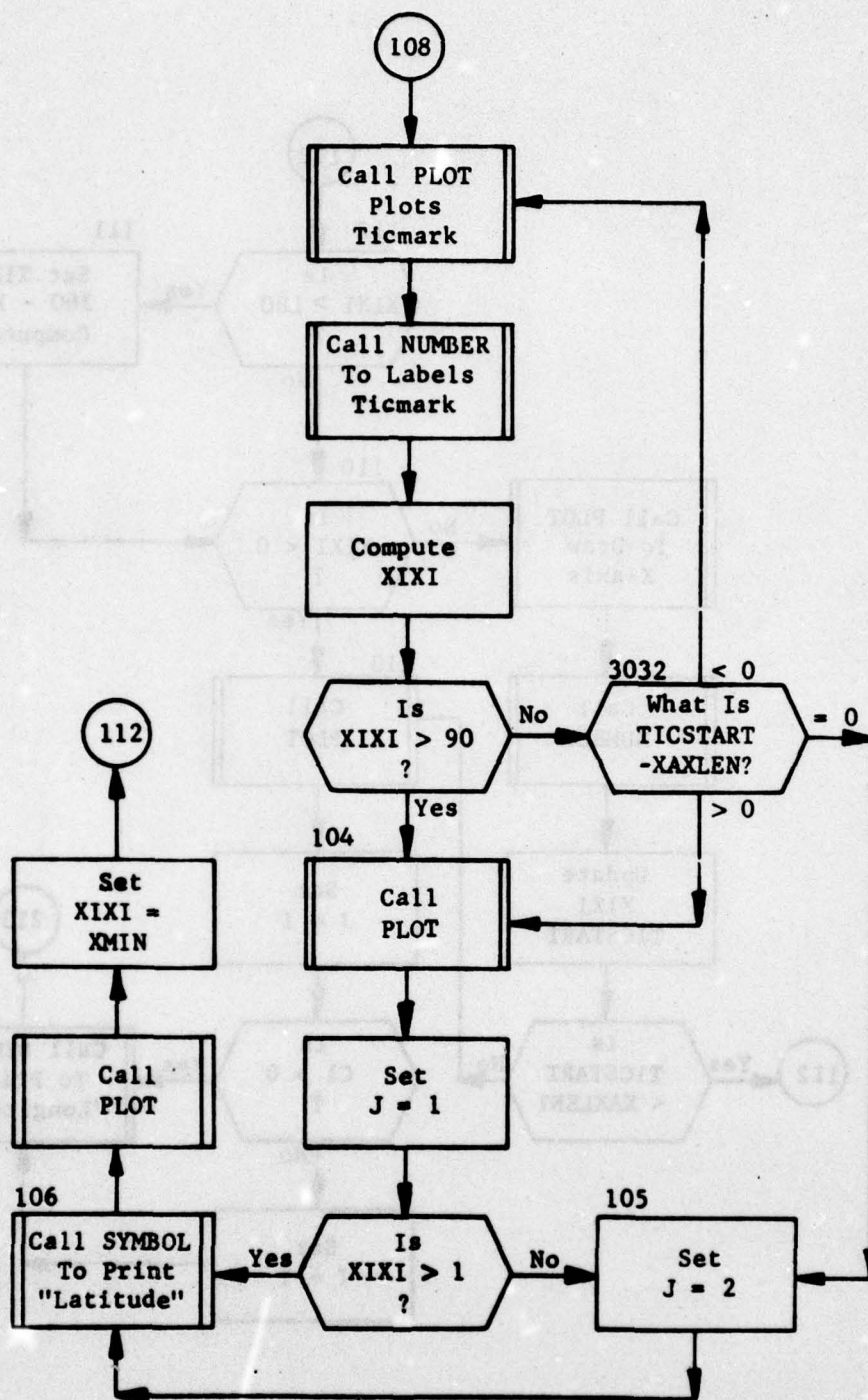 108
Call PLOT
Plots
Ticmark
Call NUMBER
To Labels
Ticmark
Compute
XIXI
Is
XIXI > 90
?
No
Yes
3032
< 0
What Is
TICSTART
-XAXLEN?
= 0
> 0
112
104
Call
PLOT
Set
XIXI =
XMIN
Set
J = 1
Call
PLOT
106
Call SYMBOL
To Print
"Latitude"
Yes
Is
XIXI > 1
?
No
105
Set
J = 2